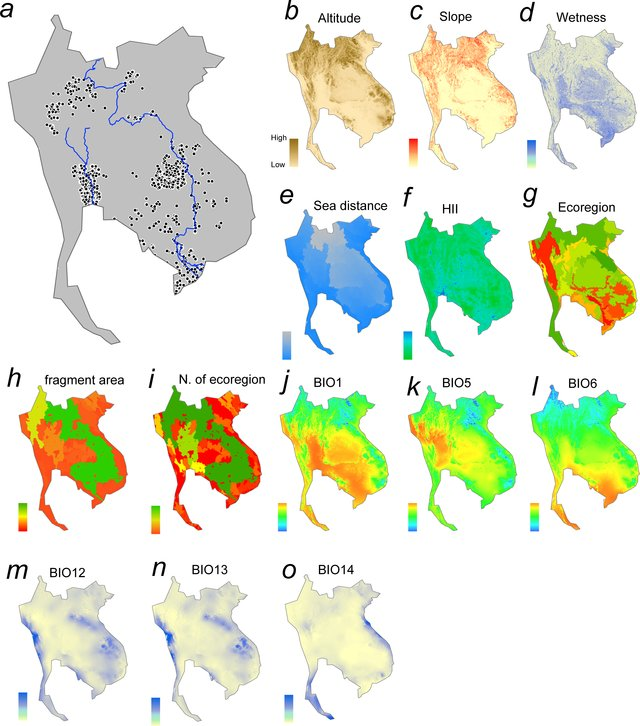 a
b
Altitude
c
Slope
d
Wetness
High
Low
e
Sea distance
f
HII
g
Ecoregion
h
fragment area
i
N. of ecoregion
j
BIO1
k
BIO5
l
BIO6
m
BIO12
n
BIO13
o
BIO14